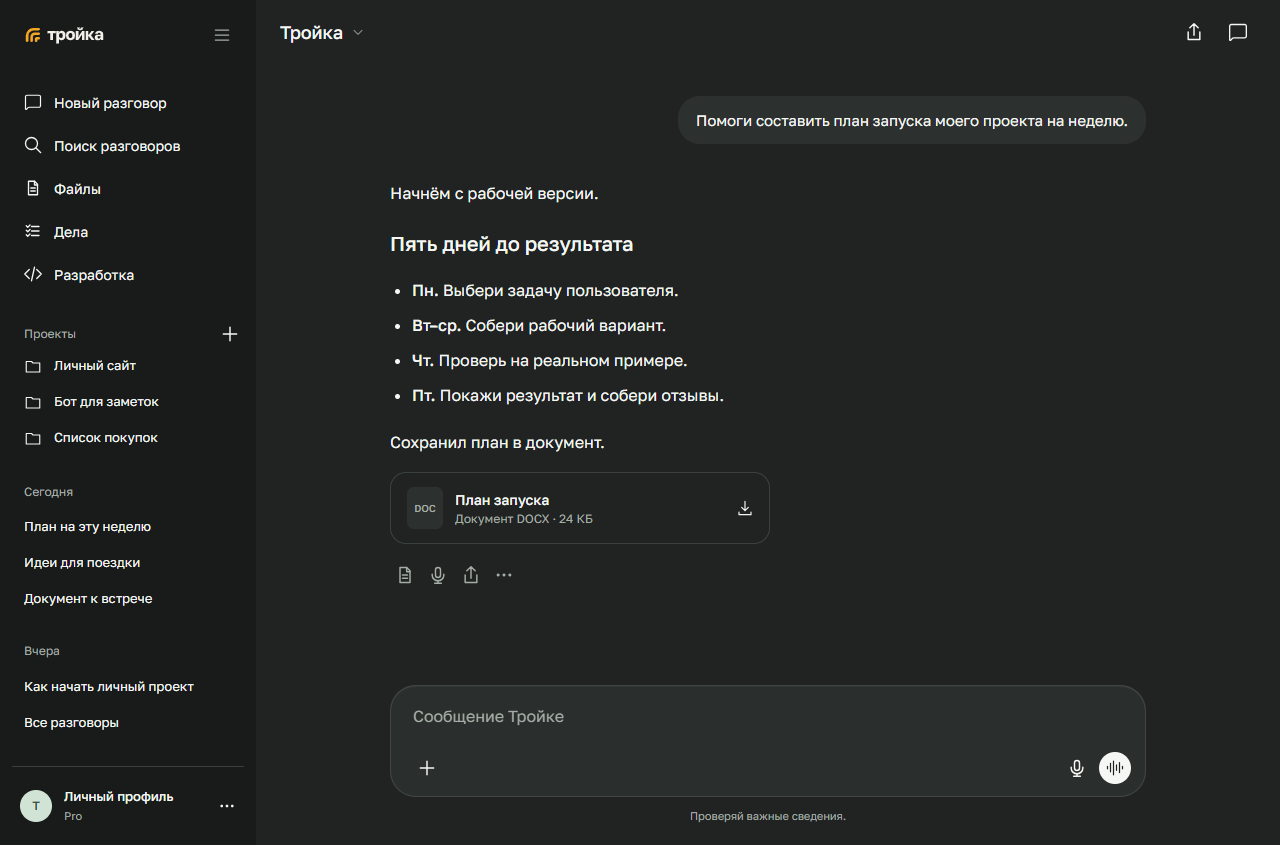 тройка
Новый разговор
Поиск разговоров
Файлы
Дела
Разработка
Проекты
Личный сайт
Бот для заметок
Список покупок
Сегодня
План на эту неделю
Идеи для поездки
Документ к встрече
Вчера
Как начать личный проект
Все разговоры
Т
Личный профиль
Pro
Тройка
Помоги составить план запуска моего проекта на неделю.
Начнём с рабочей версии.
Пять дней до результата
• Пн. Выбери задачу пользователя.
• Вт–ср. Собери рабочий вариант.
• Чт. Проверь на реальном примере.
• Пт. Покажи результат и собери отзывы.
Сохранил план в документ.
DOC
План запуска
Документ DOCX · 24 КБ
Сообщение Тройке
Проверяй важные сведения.